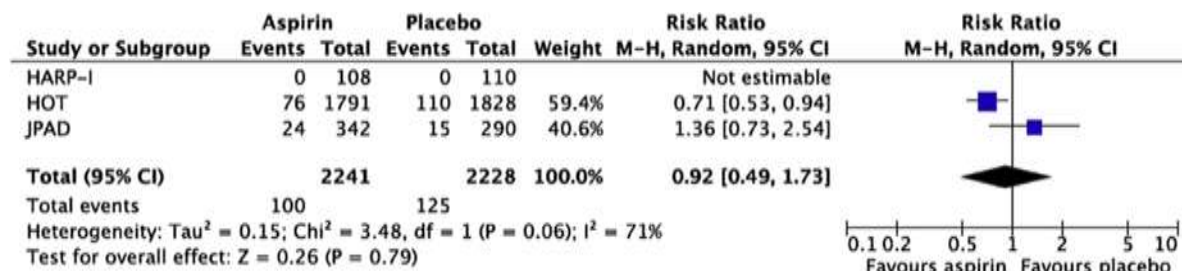 Aspirin Placebo Risk Ratio Risk Ratio
Study or Subgroup Events Total Events Total Weight M-H, Random, 95% CI M-H, Random, 95% CI
HARP-I 0 108 0 110 Not estimable
HOT 76 1791 110 1828 59.4% 0.71 [0.53, 0.94]
JPAD 24 342 15 290 40.6% 1.36 [0.73, 2.54]
Total (95% CI) 2241 2228 100.0% 0.92 [0.49, 1.73]
Total events 100 125
Heterogeneity: Tau² = 0.15; Chi² = 3.48, df = 1 (P = 0.06); I² = 71%
Test for overall effect: Z = 0.26 (P = 0.79)
0.1 0.2 0.5 1 2 5 10
Favours aspirin Favours placebo